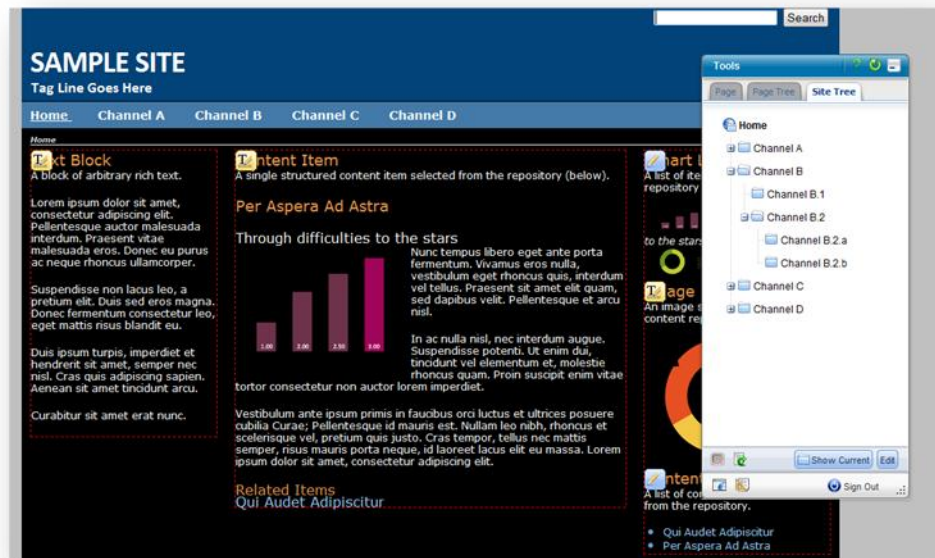 Search
SAMPLE SITE
Tag Line Goes Here
Home Channel A Channel B Channel C Channel D
Home
xt Block
A block of arbitrary rich text.
Lorem ipsum dolor sit amet,
consectetur adipiscing elit.
Pellentesque auctor malesuada
interdum. Praesent vitae
malesuada eros. Donec eu purus
ac neque rhoncus ullamcorper.
Suspendisse non lacus leo, a
pretium elit. Duis sed eros magna.
Donec fermentum consectetur leo,
eget mattis risus blandit eu.
Duis ipsum turpis, imperdiet et
hendrerit sit amet, semper nec
nisl. Cras quis adipiscing sapien.
Aenean sit amet tincidunt arcu.
Curabitur sit amet erat nunc.
ntent Item
A single structured content item selected from the repository (below).
Per Aspera Ad Astra
Through difficulties to the stars
Nunc tempus libero eget ante porta
fermentum. Vivamus eros nulla,
vestibulum eget rhoncus quis, interdum
vel tellus. Praesent sit amet elit quam,
sed dapibus velit. Pellentesque et arcu
nisl.
1.00 2.00 2.50 3.00
In ac nulla nisl, nec interdum augue.
Suspendisse potenti. Ut enim dui,
tincidunt vel elementum et, molestie
rhoncus quam. Proin suscipit enim vitae
tortor consectetur non auctor lorem imperdiet.
Vestibulum ante ipsum primis in faucibus orci luctus et ultrices posuere
cubilia Curae; Pellentesque id mauris est. Nullam leo nibh, rhoncus et
scelerisque vel, pretium quis justo. Cras tempor, tellus nec mattis
semper, risus mauris porta neque, id laoreet lacus elit eu massa. Lorem
ipsum dolor sit amet, consectetur adipiscing elit.
Related Items
Qui Audet Adipiscitur
hart L
A list of ite
repository
to the stars
age
An image s
content rep
nten
A list of co
from the repository.
• Qui Audet Adipiscitur
• Per Aspera Ad Astra
Tools
Page Page Tree Site Tree
Home
Channel A
Channel B
Channel B.1
Channel B.2
Channel B.2.a
Channel B.2.b
Channel C
Channel D
Show Current Edit
Sign Out